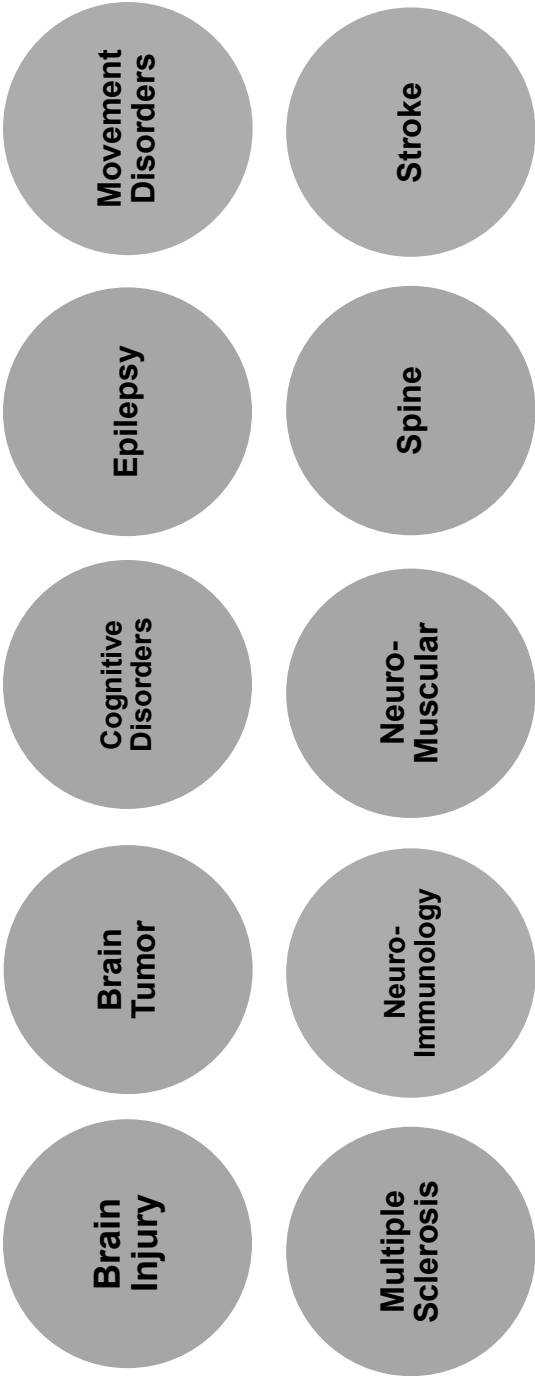 Brain
Injury
Brain
Tumor
Cognitive
Disorders
Epilepsy
Movement
Disorders
Multiple
Sclerosis
Neuro-
Immunology
Neuro-
Muscular
Spine
Stroke